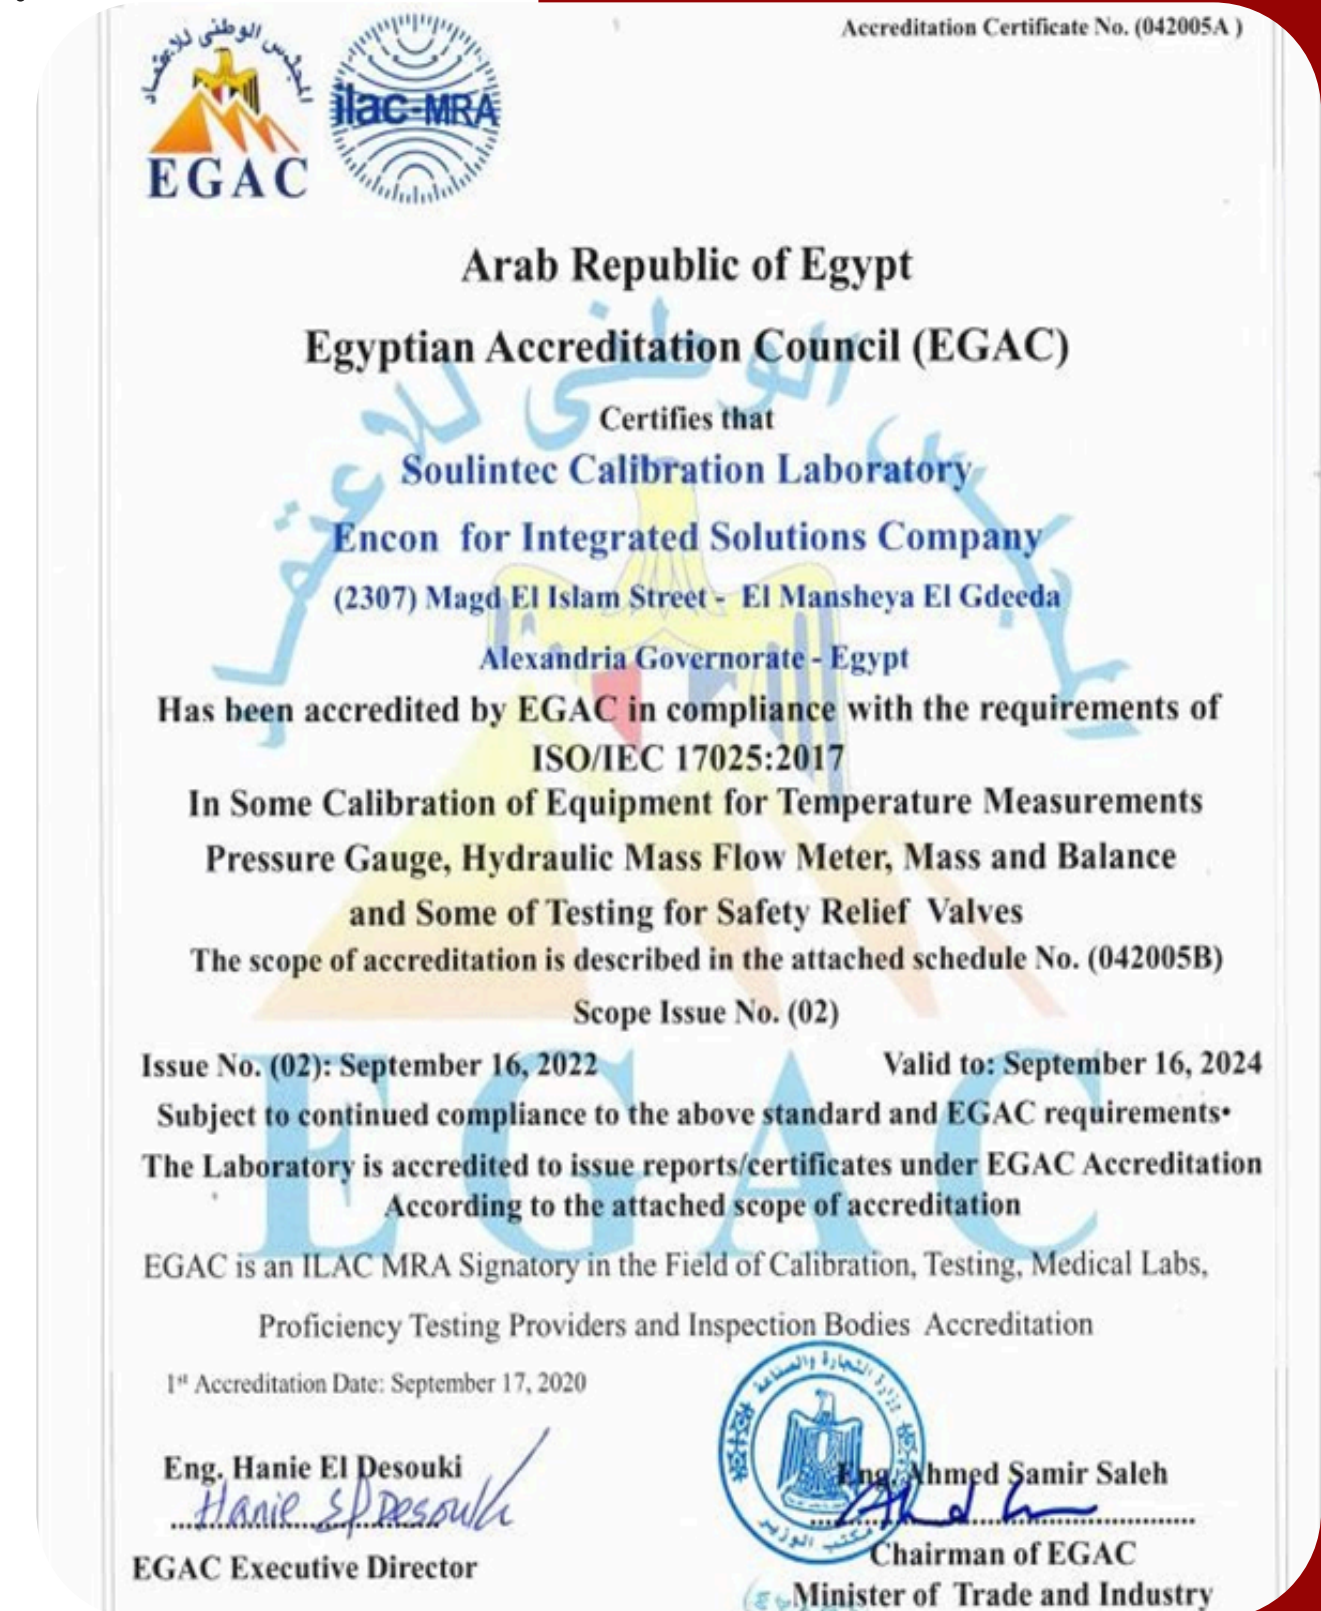 Accreditation Certificate No. (042005A )
المجلس الوطنى للاعتماد
EGAC
ilac-MRA
Arab Republic of Egypt
Egyptian Accreditation Council (EGAC)
Certifies that
Soulintec Calibration Laboratory
Encon for Integrated Solutions Company
(2307) Magd El Islam Street - El Mansheya El Gdeeda
Alexandria Governorate - Egypt
Has been accredited by EGAC in compliance with the requirements of
ISO/IEC 17025:2017
In Some Calibration of Equipment for Temperature Measurements
Pressure Gauge, Hydraulic Mass Flow Meter, Mass and Balance
and Some of Testing for Safety Relief Valves
The scope of accreditation is described in the attached schedule No. (042005B)
Scope Issue No. (02)
Issue No. (02): September 16, 2022 Valid to: September 16, 2024
Subject to continued compliance to the above standard and EGAC requirements•
The Laboratory is accredited to issue reports/certificates under EGAC Accreditation
According to the attached scope of accreditation
EGAC
EGAC is an ILAC MRA Signatory in the Field of Calibration, Testing, Medical Labs,
Proficiency Testing Providers and Inspection Bodies Accreditation
1st Accreditation Date: September 17, 2020
وزارة التجارة والصناعة
مكتب الوزير
Eng. Hanie El Desouki Eng. Ahmed Samir Saleh
Hanie El Desouki
EGAC Executive Director
Chairman of EGAC
Minister of Trade and Industry